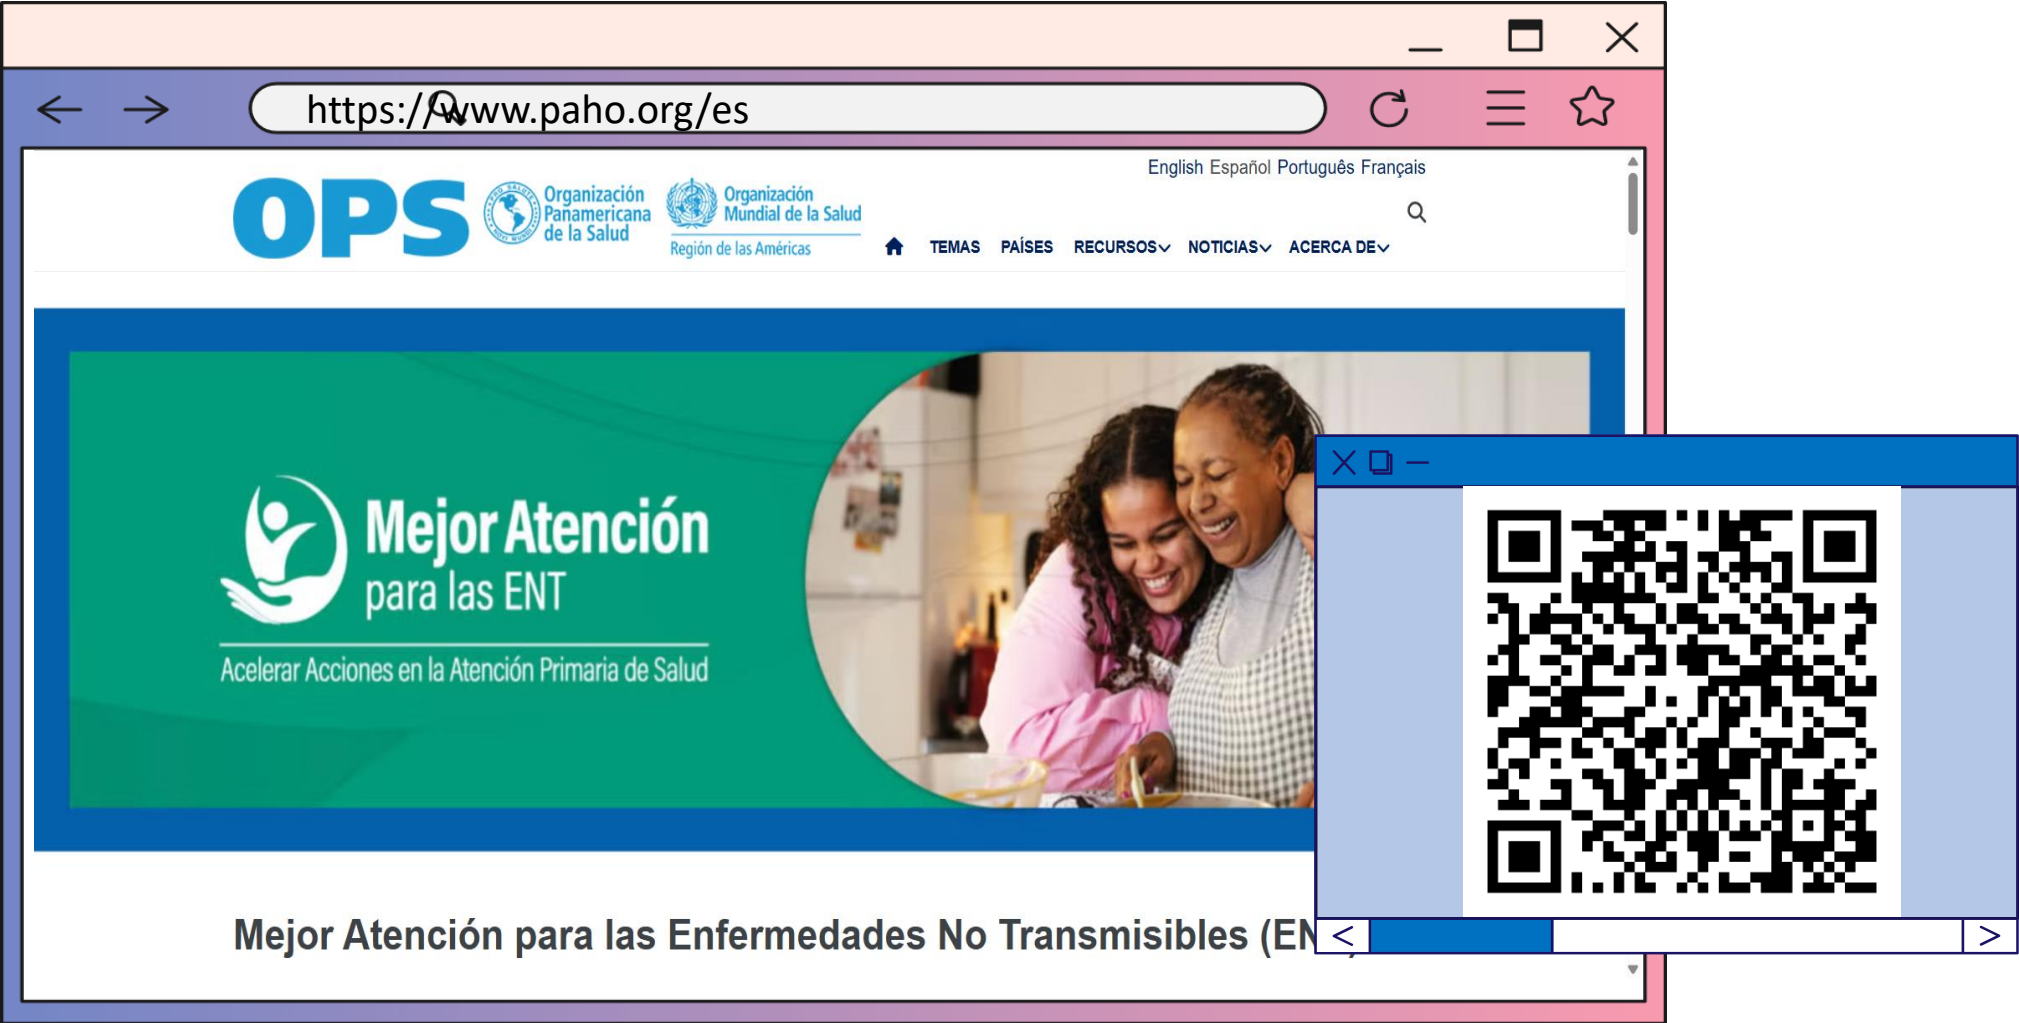 https://www.paho.org/es
English Español Português Français
OPS
Organización
Panamericana
de la Salud
Organización
Mundial de la Salud
Región de las Américas
TEMAS PAÍSES RECURSOS NOTICIAS ACERCA DE
Mejor Atención
para las ENT
Acelerar Acciones en la Atención Primaria de Salud
Mejor Atención para las Enfermedades No Transmisibles